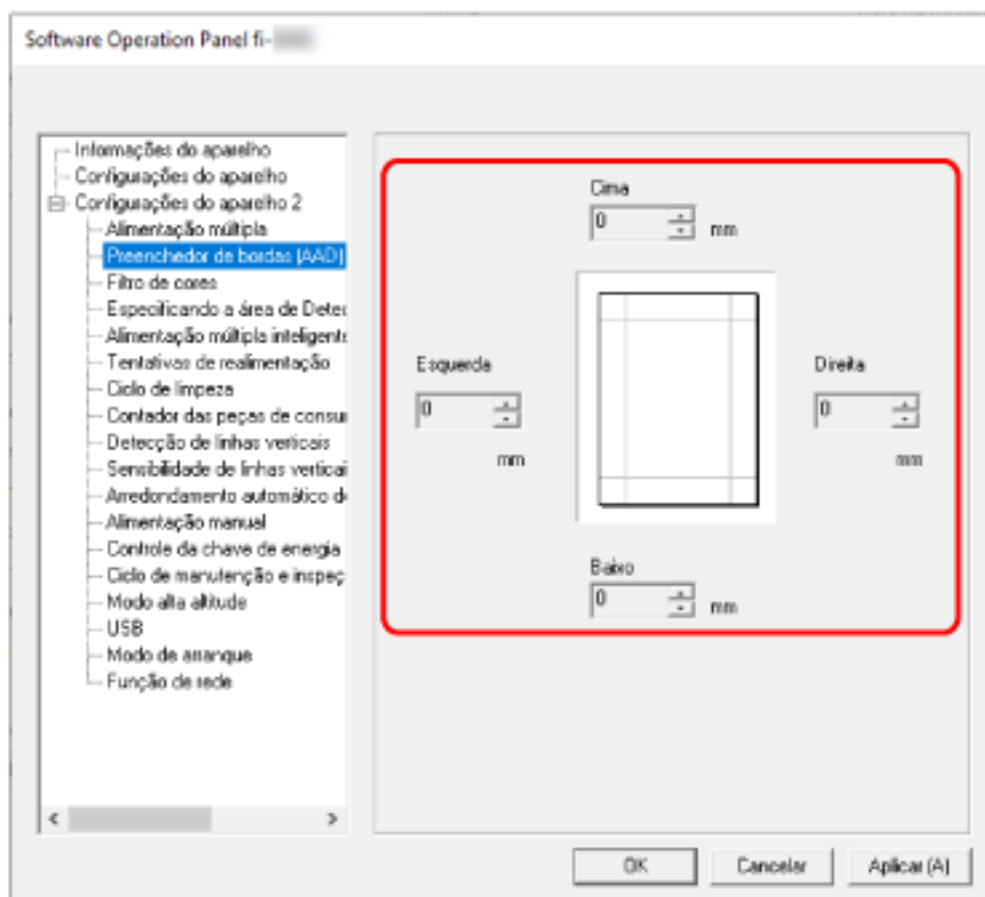 Software Operation Panel fi-
Informações do aparelho
Configurações do aparelho
Configurações do aparelho 2
Alimentação múltipla
Preenchedor de bordas (AAD)
Filtro de cores
Especificando a área de Detec
Alimentação múltipla inteligente
Tentativas de realimentação
Ciclo de limpeza
Contador das peças de consu
Detecção de linhas verticais
Sensibilidade de linhas verticai
Arredondamento automático de
Alimentação manual
Controle da chave de energia
Ciclo de manutenção e inspeç
Modo alta altitude
USB
Modo de arranque
Função de rede
Cima
0 mm
Esquerda
0
mm
Direita
0
mm
Baixo
0 mm
OK Cancelar Aplicar (A)